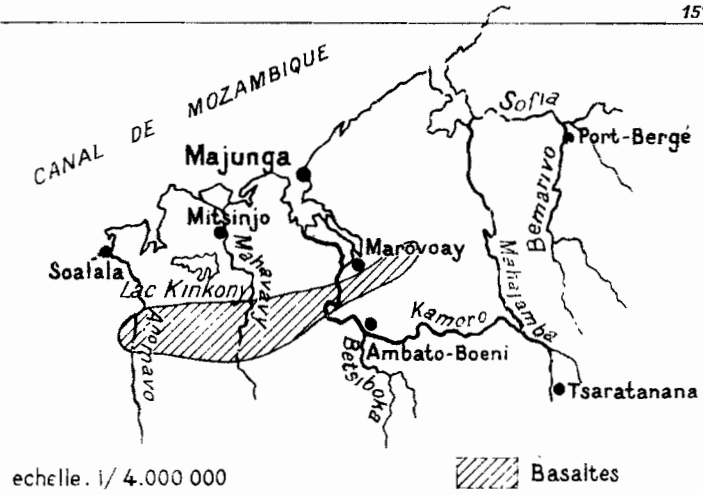 15°
CANAL DE MOZAMBIQUE
Sofia
Port-Bergé
Majunga
Bemarivo
Mitsinjo
Mahavavy
Marovoay
Mahajamba
Soalala
Lac Kinkony
Anomavo
Kamoro
Ambato-Boeni
Betsiboka
Tsaratanana
echelle. 1/ 4.000 000
Basaltes